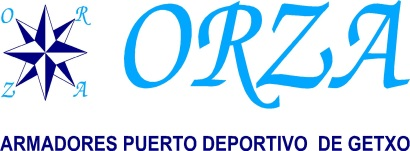 O R
Z A
ORZA
ARMADORES PUERTO DEPORTIVO DE GETXO